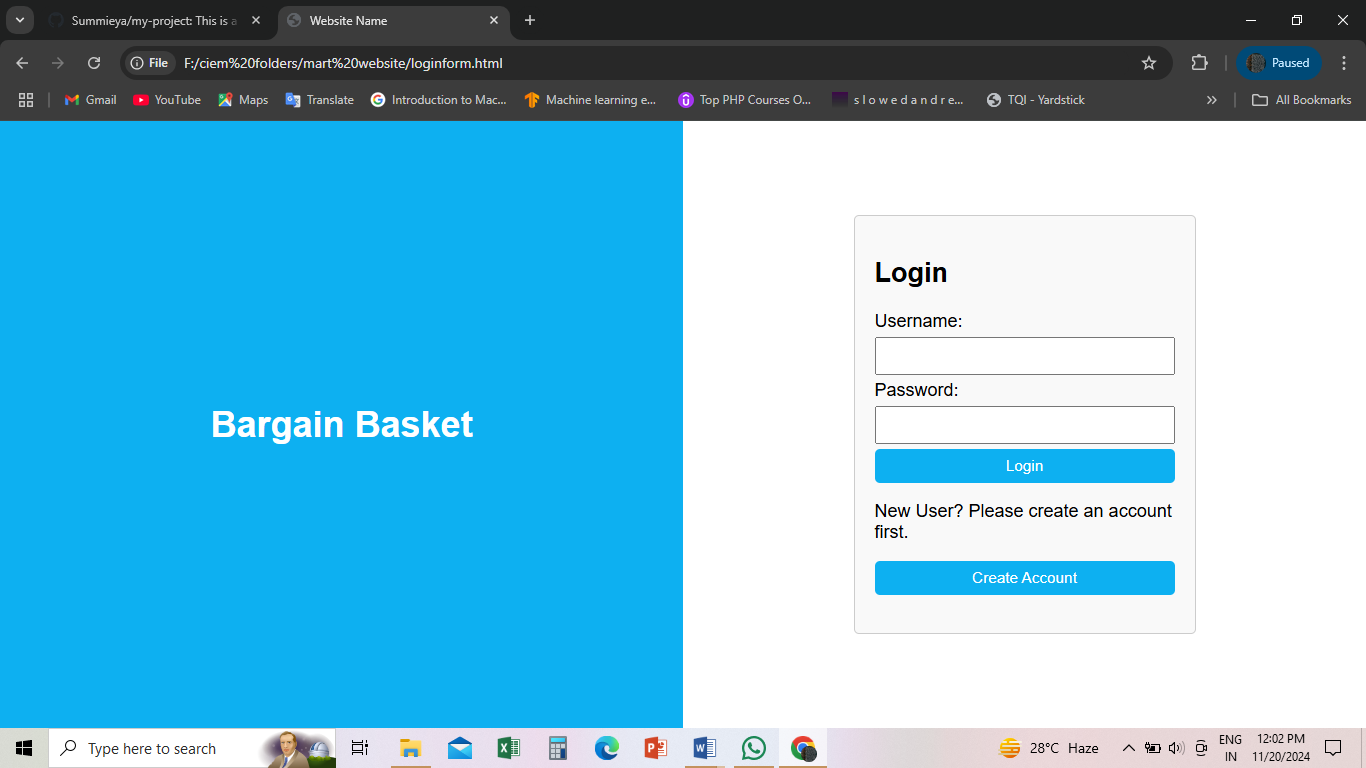 Summieya/my-project: This is a
Website Name
File
F:/ciem%20folders/mart%20website/loginform.html
Paused
Gmail
YouTube
Maps
Translate
Introduction to Mac...
Machine learning e...
Top PHP Courses O...
s l o w e d a n d r e...
TQI - Yardstick
All Bookmarks
Bargain Basket
Login
Username:
Password:
Login
New User? Please create an account
first.
Create Account
Type here to search
28°C Haze
ENG
IN
12:02 PM
11/20/2024